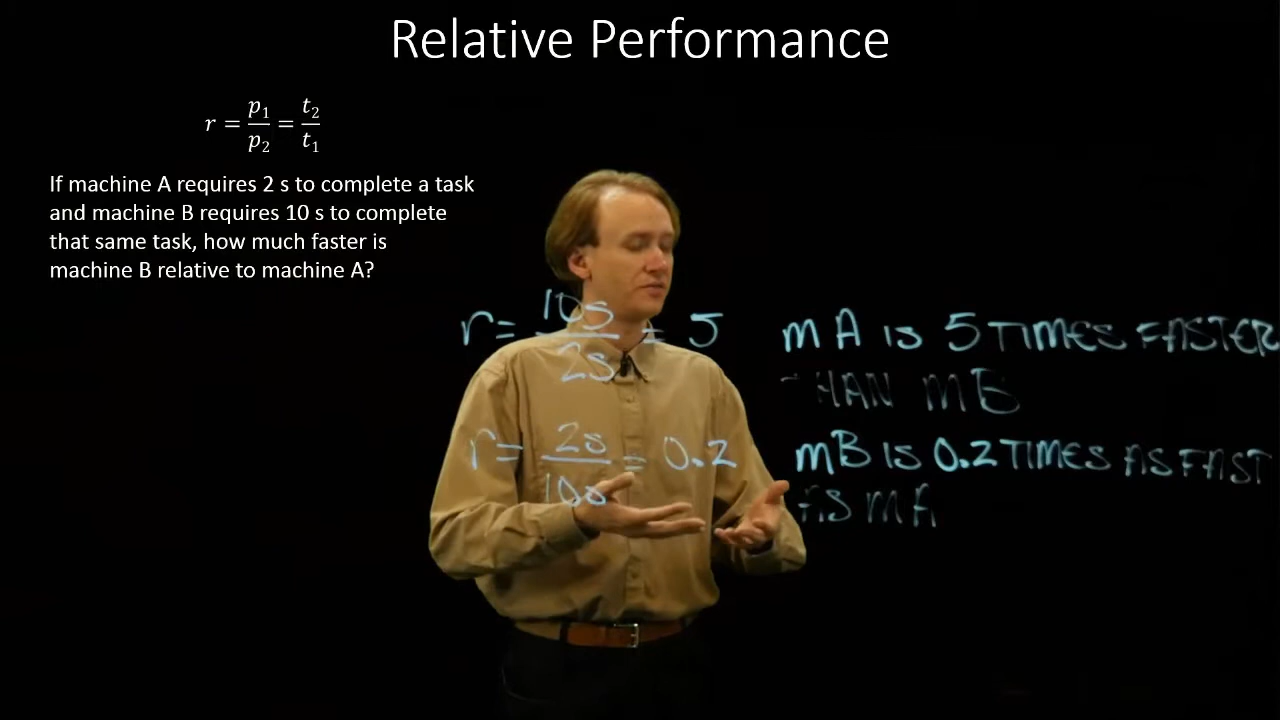 Relative Performance
r = p₁/p₂ = t₂/t₁
If machine A requires 2 s to complete a task
and machine B requires 10 s to complete
that same task, how much faster is
machine B relative to machine A?
r = 10s/2s = 5
mA IS 5 TIMES FASTER
THAN mB
r = 2s/10s = 0.2
mB IS 0.2 TIMES AS FAST
AS MA